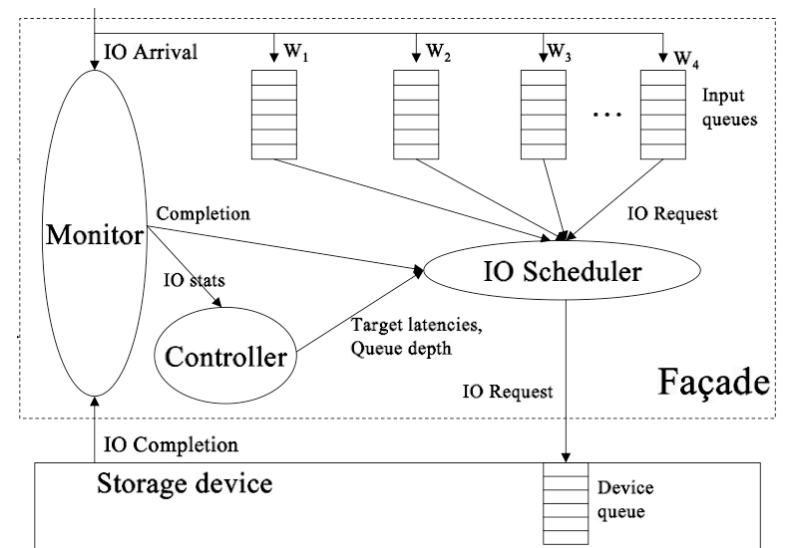 IO Arrival
W1
W2
W3
W4
Input
queues
...
Monitor
Completion
IO Request
IO Scheduler
IO stats
Controller
Target latencies,
Queue depth
IO Request
Façade
IO Completion
Storage device
Device
queue